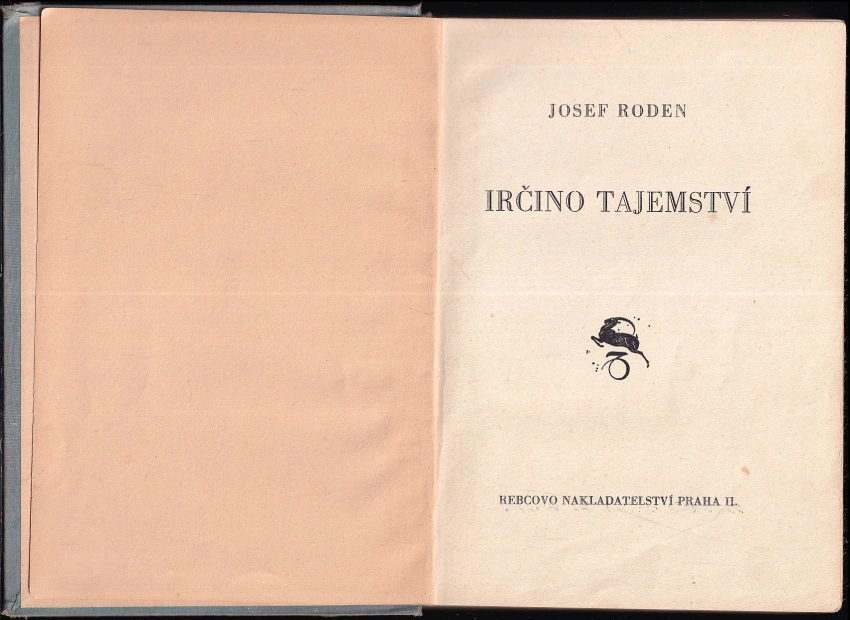 JOSEF RODEN
IRČINO TAJEMSTVÍ
REBCOVO NAKLADATELSTVÍ PRAHA II.